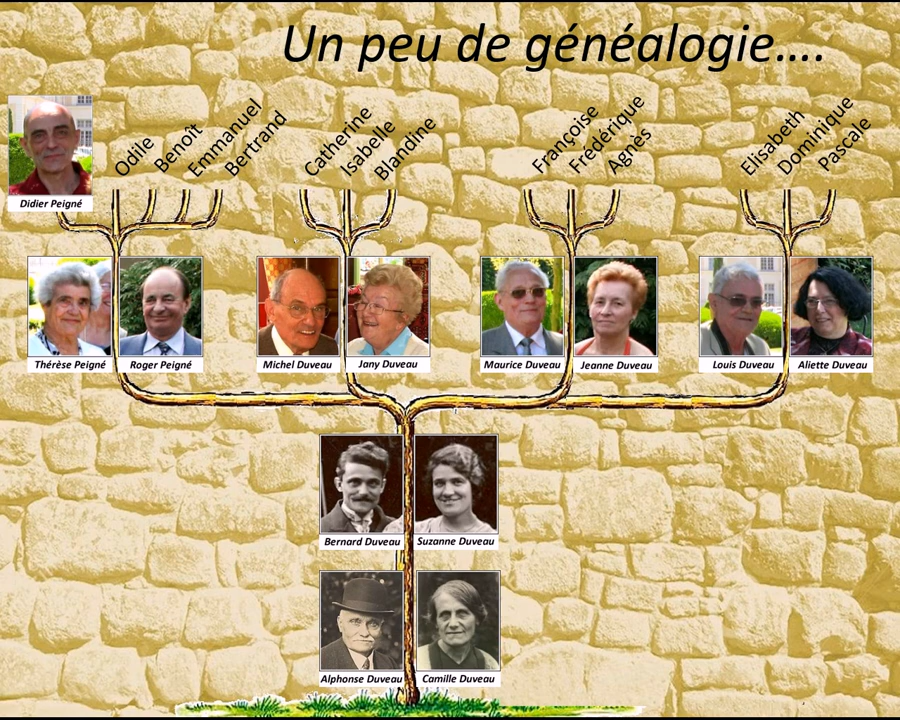 Un peu de généalogie....
Odile
Benoît
Emmanuel
Bertrand
Catherine
Isabelle
Blandine
Françoise
Frédérique
Agnès
Elisabeth
Dominique
Pascale
Didier Peigné
Thérèse Peigné
Roger Peigné
Michel Duveau
Jany Duveau
Maurice Duveau
Jeanne Duveau
Louis Duveau
Aliette Duveau
Bernard Duveau
Suzanne Duveau
Alphonse Duveau
Camille Duveau